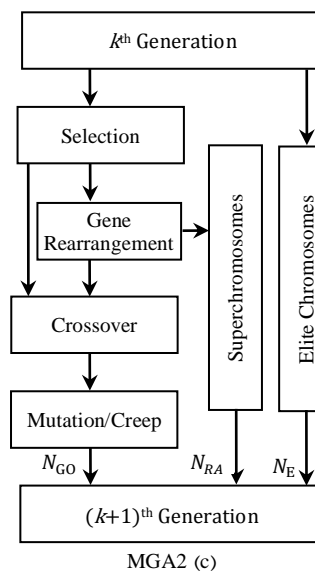 kth Generation
Selection
Gene
Rearrangement
Superchromosomes
Elite Chromosomes
Crossover
Mutation/Creep
NGO
NRA
NE
(k+1)th Generation
MGA2 (c)